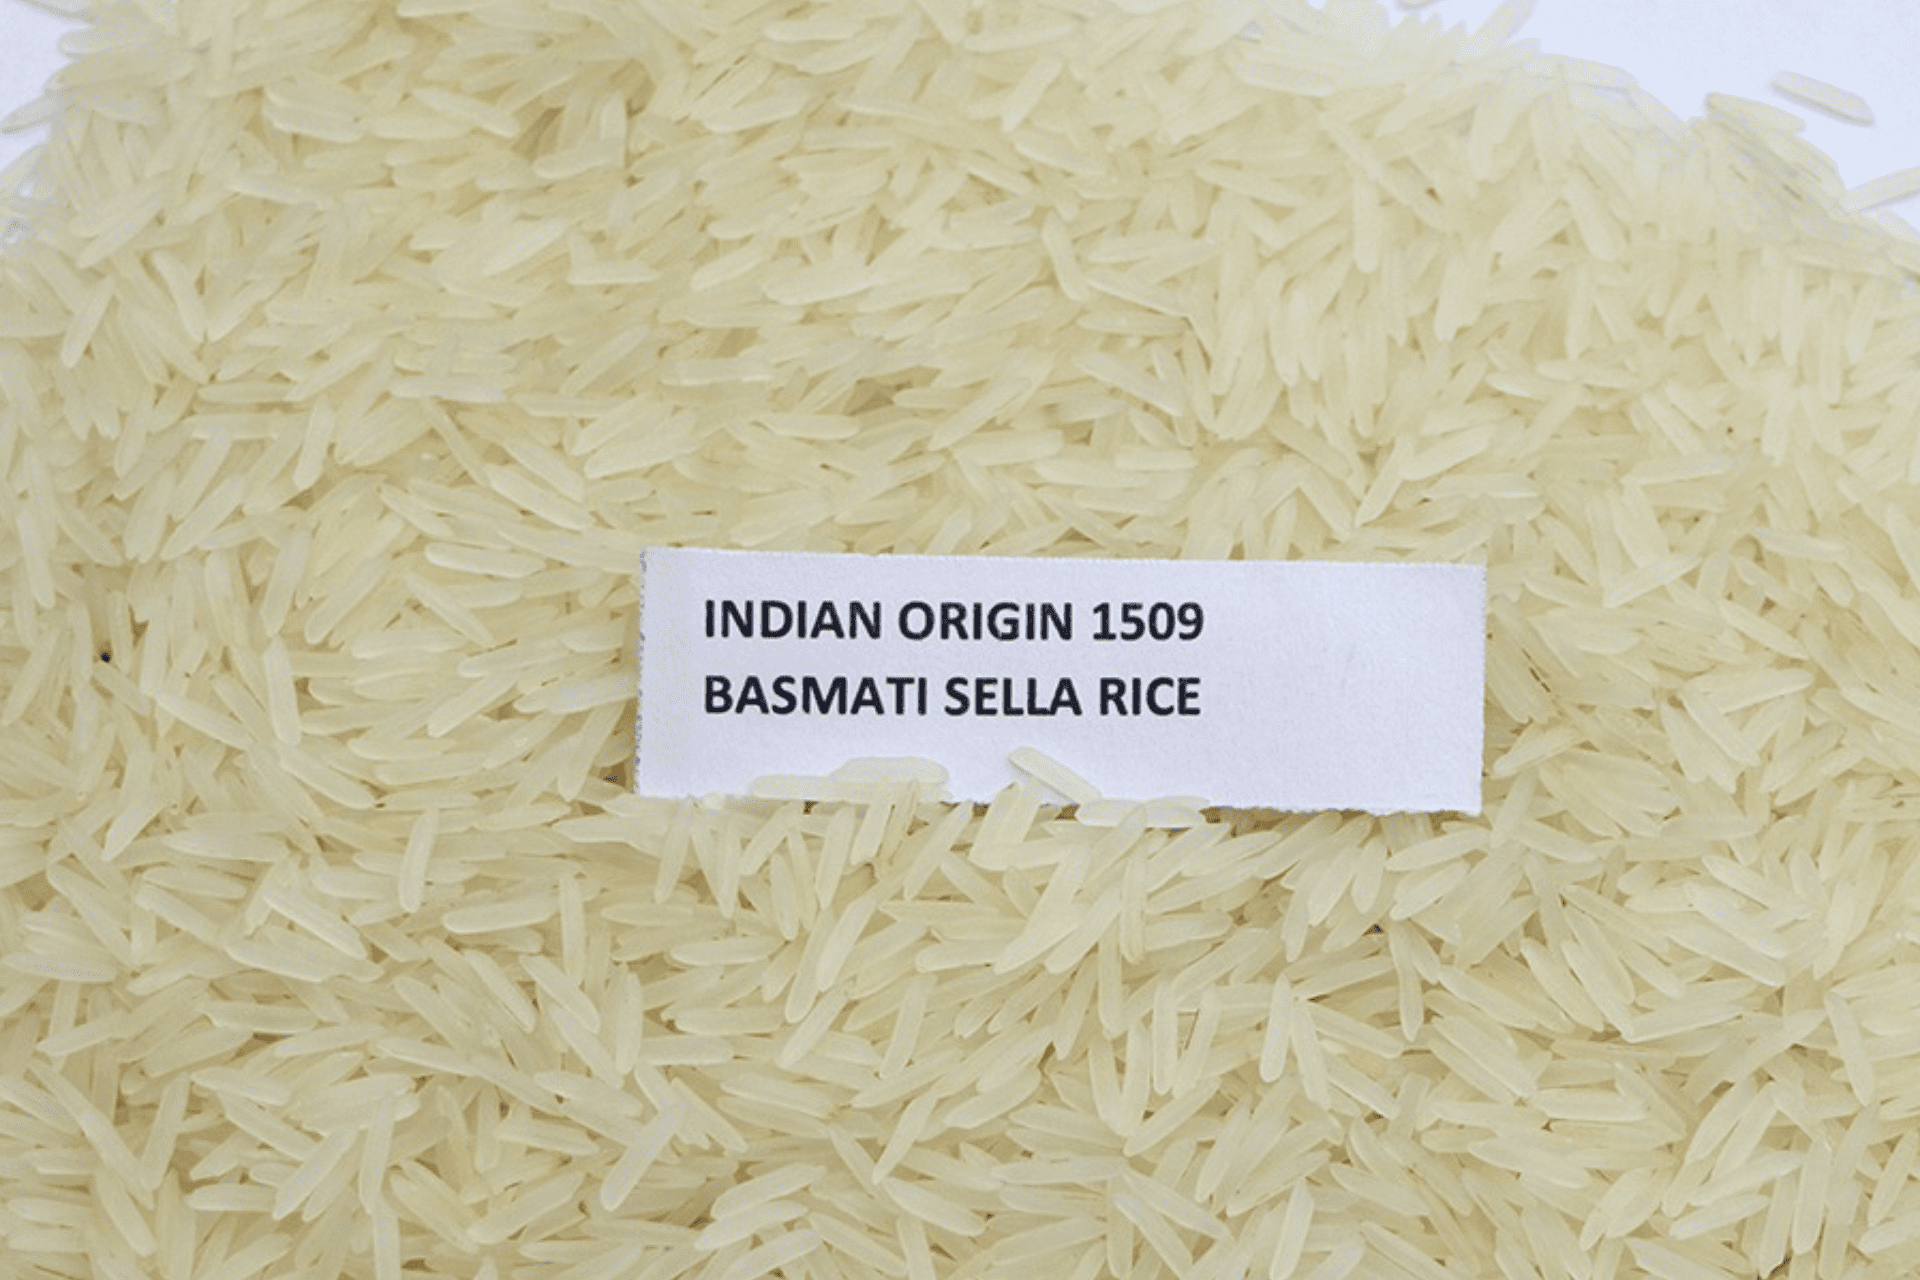 INDIAN ORIGIN 1509
BASMATI SELLA RICE